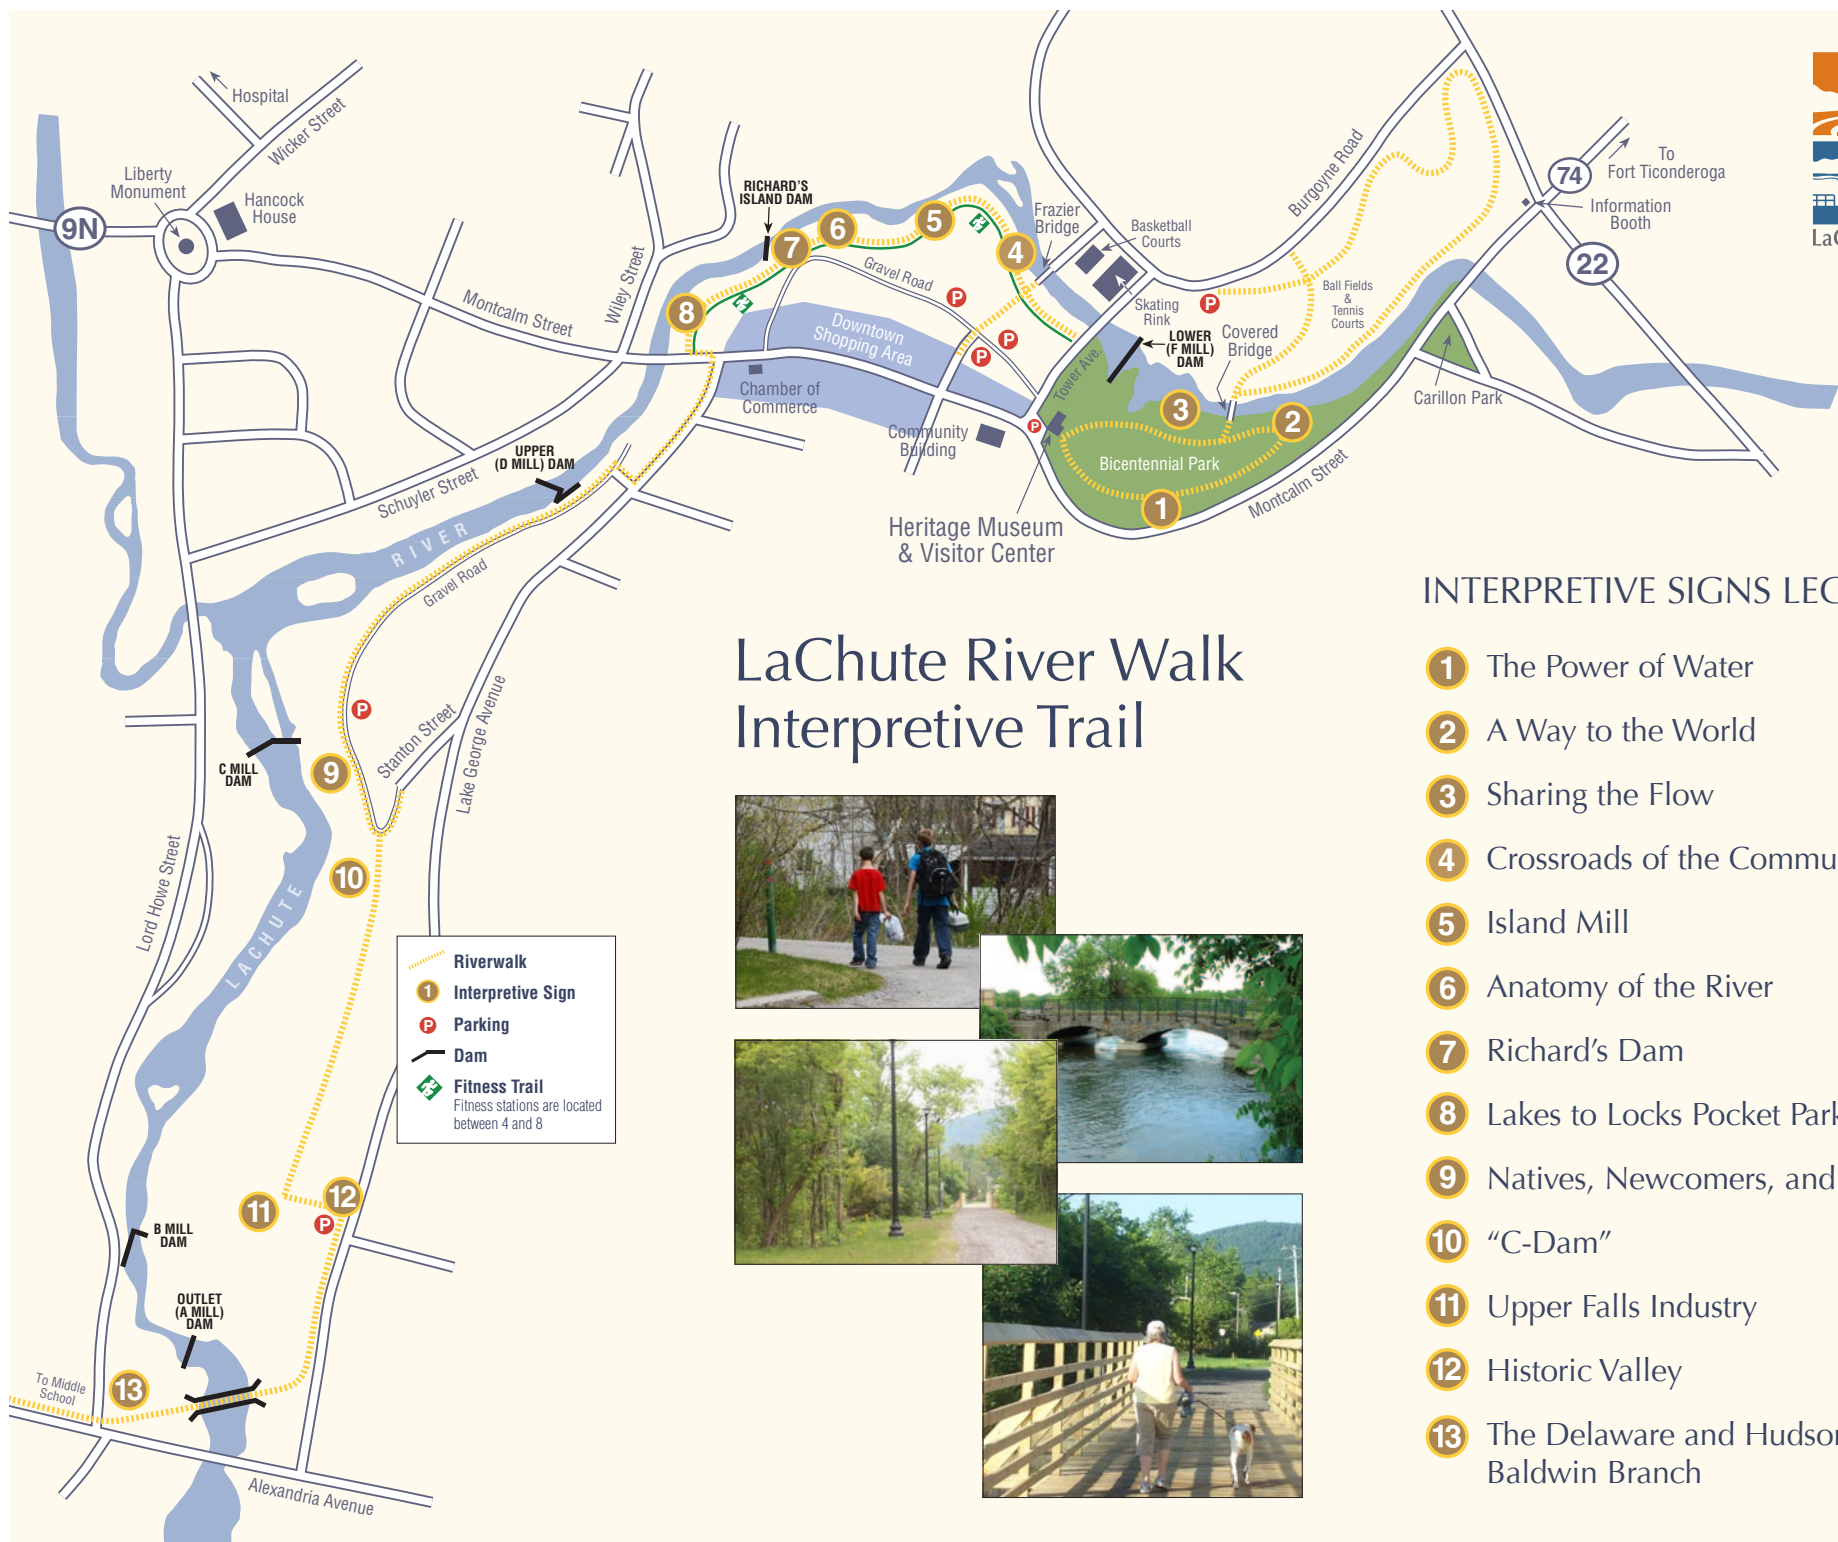 Hospital
Wicker Street
Liberty
Monument
Hancock
House
9N
Montcalm Street
Wiley Street
RICHARD'S
ISLAND DAM
7
6
5
4
8
Gravel Road
P
P
P
Downtown
Shopping Area
Chamber of
Commerce
Community
Building
Frazier
Bridge
Basketball
Courts
Skating
Rink
LOWER
(F MILL)
DAM
Covered
Bridge
P
Burgoyne Road
Ball Fields
&
Tennis
Courts
74
To
Fort Ticonderoga
Information
Booth
22
LaC
Carillon Park
Tower Ave.
P
3
2
Bicentennial Park
1
Montcalm Street
Heritage Museum
& Visitor Center
UPPER
(D MILL) DAM
Schuyler Street
RIVER
Gravel Road
P
Stanton Street
Lake George Avenue
C MILL
DAM
9
10
Lord Howe Street
LACHUTE
Riverwalk
1 Interpretive Sign
P Parking
Dam
Fitness Trail
Fitness stations are located
between 4 and 8
11
12
P
B MILL
DAM
OUTLET
(A MILL)
DAM
To Middle
School
13
Alexandria Avenue
LaChute River Walk
Interpretive Trail
INTERPRETIVE SIGNS LEG
1 The Power of Water
2 A Way to the World
3 Sharing the Flow
4 Crossroads of the Commu
5 Island Mill
6 Anatomy of the River
7 Richard's Dam
8 Lakes to Locks Pocket Park
9 Natives, Newcomers, and
10 “C-Dam”
11 Upper Falls Industry
12 Historic Valley
13 The Delaware and Hudson
Baldwin Branch